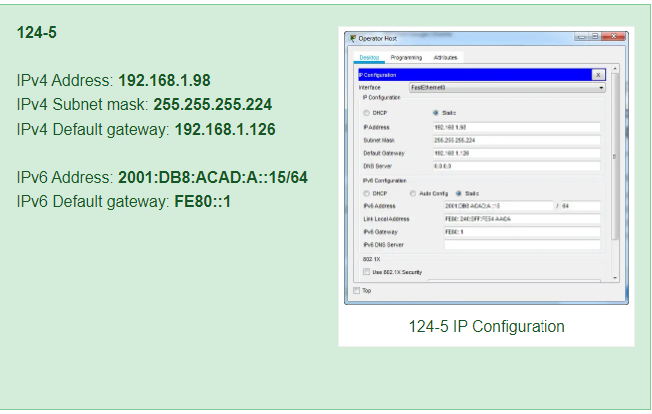 124-5
IPv4 Address: 192.168.1.98
IPv4 Subnet mask: 255.255.255.224
IPv4 Default gateway: 192.168.1.126
IPv6 Address: 2001:DB8:ACAD:A::15/64
IPv6 Default gateway: FE80::1
Operator Host
Desktop Programming Attributes
IP Configuration X
Interface FastEthernet0
IP Configuration
DHCP Static
IP Address 192.168.1.98
Subnet Mask 255.255.255.224
Default Gateway 192.168.1.126
DNS Server 0.0.0.0
IPv6 Configuration
DHCP Auto Config Static
IPv6 Address 2001:DB8:ACAD:A::15 / 64
Link Local Address
IPv6 Gateway FE80::1
IPv6 DNS Server
802.1X
Use 802.1X Security
Top
124-5 IP Configuration